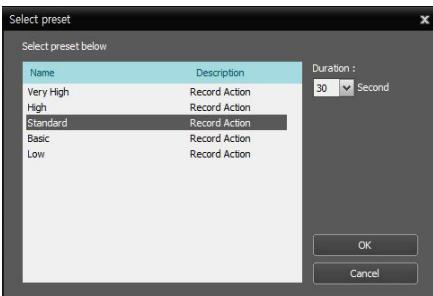 Select preset
x
Select preset below
Name Description
Very High Record Action
High Record Action
Standard Record Action
Basic Record Action
Low Record Action
Duration :
30 Second
OK
Cancel